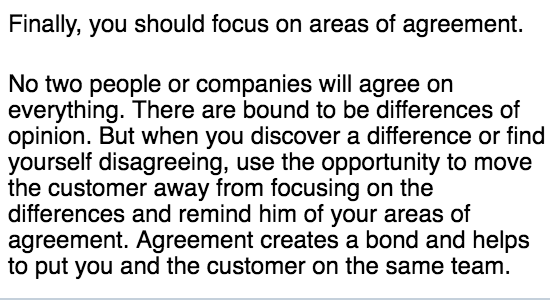 Finally, you should focus on areas of agreement.
No two people or companies will agree on
everything. There are bound to be differences of
opinion. But when you discover a difference or find
yourself disagreeing, use the opportunity to move
the customer away from focusing on the
differences and remind him of your areas of
agreement. Agreement creates a bond and helps
to put you and the customer on the same team.